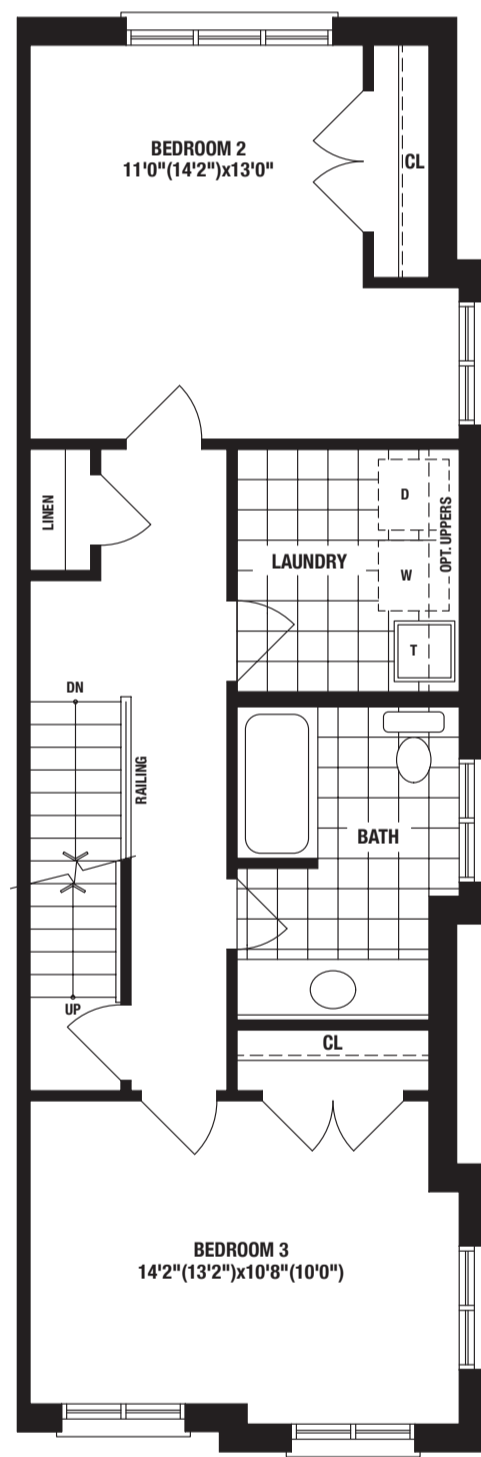 BEDROOM 2
11'0"(14'2")x13'0"
CL
LINEN
D
OPT. UPPERS
LAUNDRY
W
T
DN
RAILING
BATH
UP
CL
BEDROOM 3
14'2"(13'2")x10'8"(10'0")